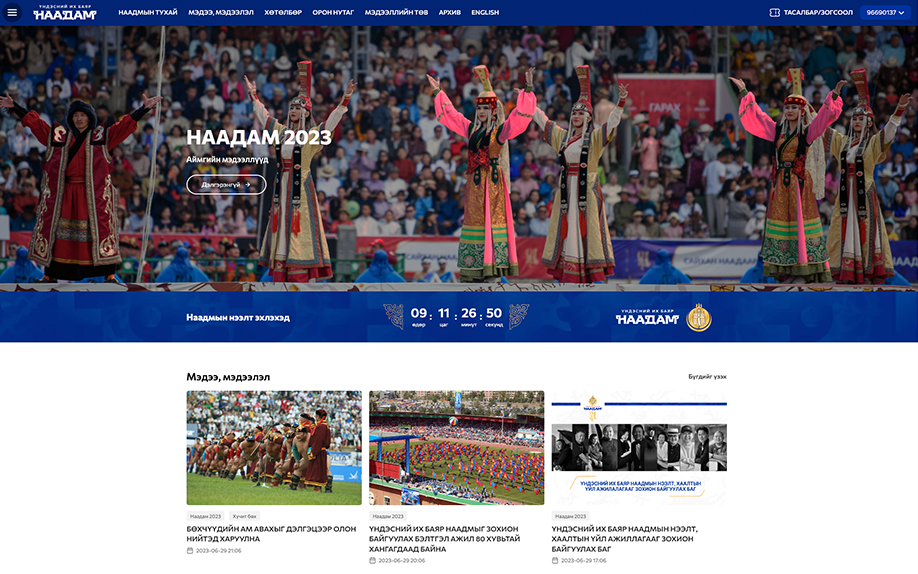 ҮНДЭСНИЙ ИХ БАЯР
НААДАМ
НААДМЫН ТУХАЙ
МЭДЭЭ, МЭДЭЭЛЭЛ
ХӨТӨЛБӨР
ОРОН НУТАГ
МЭДЭЭЛЛИЙН ТӨВ
АРХИВ
ENGLISH
ТАСАЛБАР/ЗОГСООЛ
96690137
ГАРАХ
НААДАМ 2023
Аймгийн мэдээллүүд
Дэлгэрэнгүй
САЙХАН НААДААРАЙ
Наадмын нээлт эхлэхэд
09 : 11 : 26 : 50
өдөр цаг минут секунд
ҮНДЭСНИЙ ИХ БАЯР
НААДАМ
Мэдээ, мэдээлэл
Бүгдийг үзэх
НААДАМ
ҮНДЭСНИЙ ИХ БАЯР НААДМЫН НЭЭЛТ, ХААЛТЫН
ҮЙЛ АЖИЛЛАГААГ ЗОХИОН БАЙГУУЛАХ БАГ
Наадам 2023 Хүчит бөх
БӨХЧҮҮДИЙН АМ АВАХЫГ ДЭЛГЭЦЭЭР ОЛОН
НИЙТЭД ХАРУУЛНА
2023-06-29 21:06
Наадам 2023
ҮНДЭСНИЙ ИХ БАЯР НААДМЫГ ЗОХИОН
БАЙГУУЛАХ БЭЛТГЭЛ АЖИЛ 80 ХУВЬТАЙ
ХАНГАГДААД БАЙНА
2023-06-29 20:06
Наадам 2023
ҮНДЭСНИЙ ИХ БАЯР НААДМЫН НЭЭЛТ,
ХААЛТЫН ҮЙЛ АЖИЛЛАГААГ ЗОХИОН
БАЙГУУЛАХ БАГ
2023-06-29 17:06